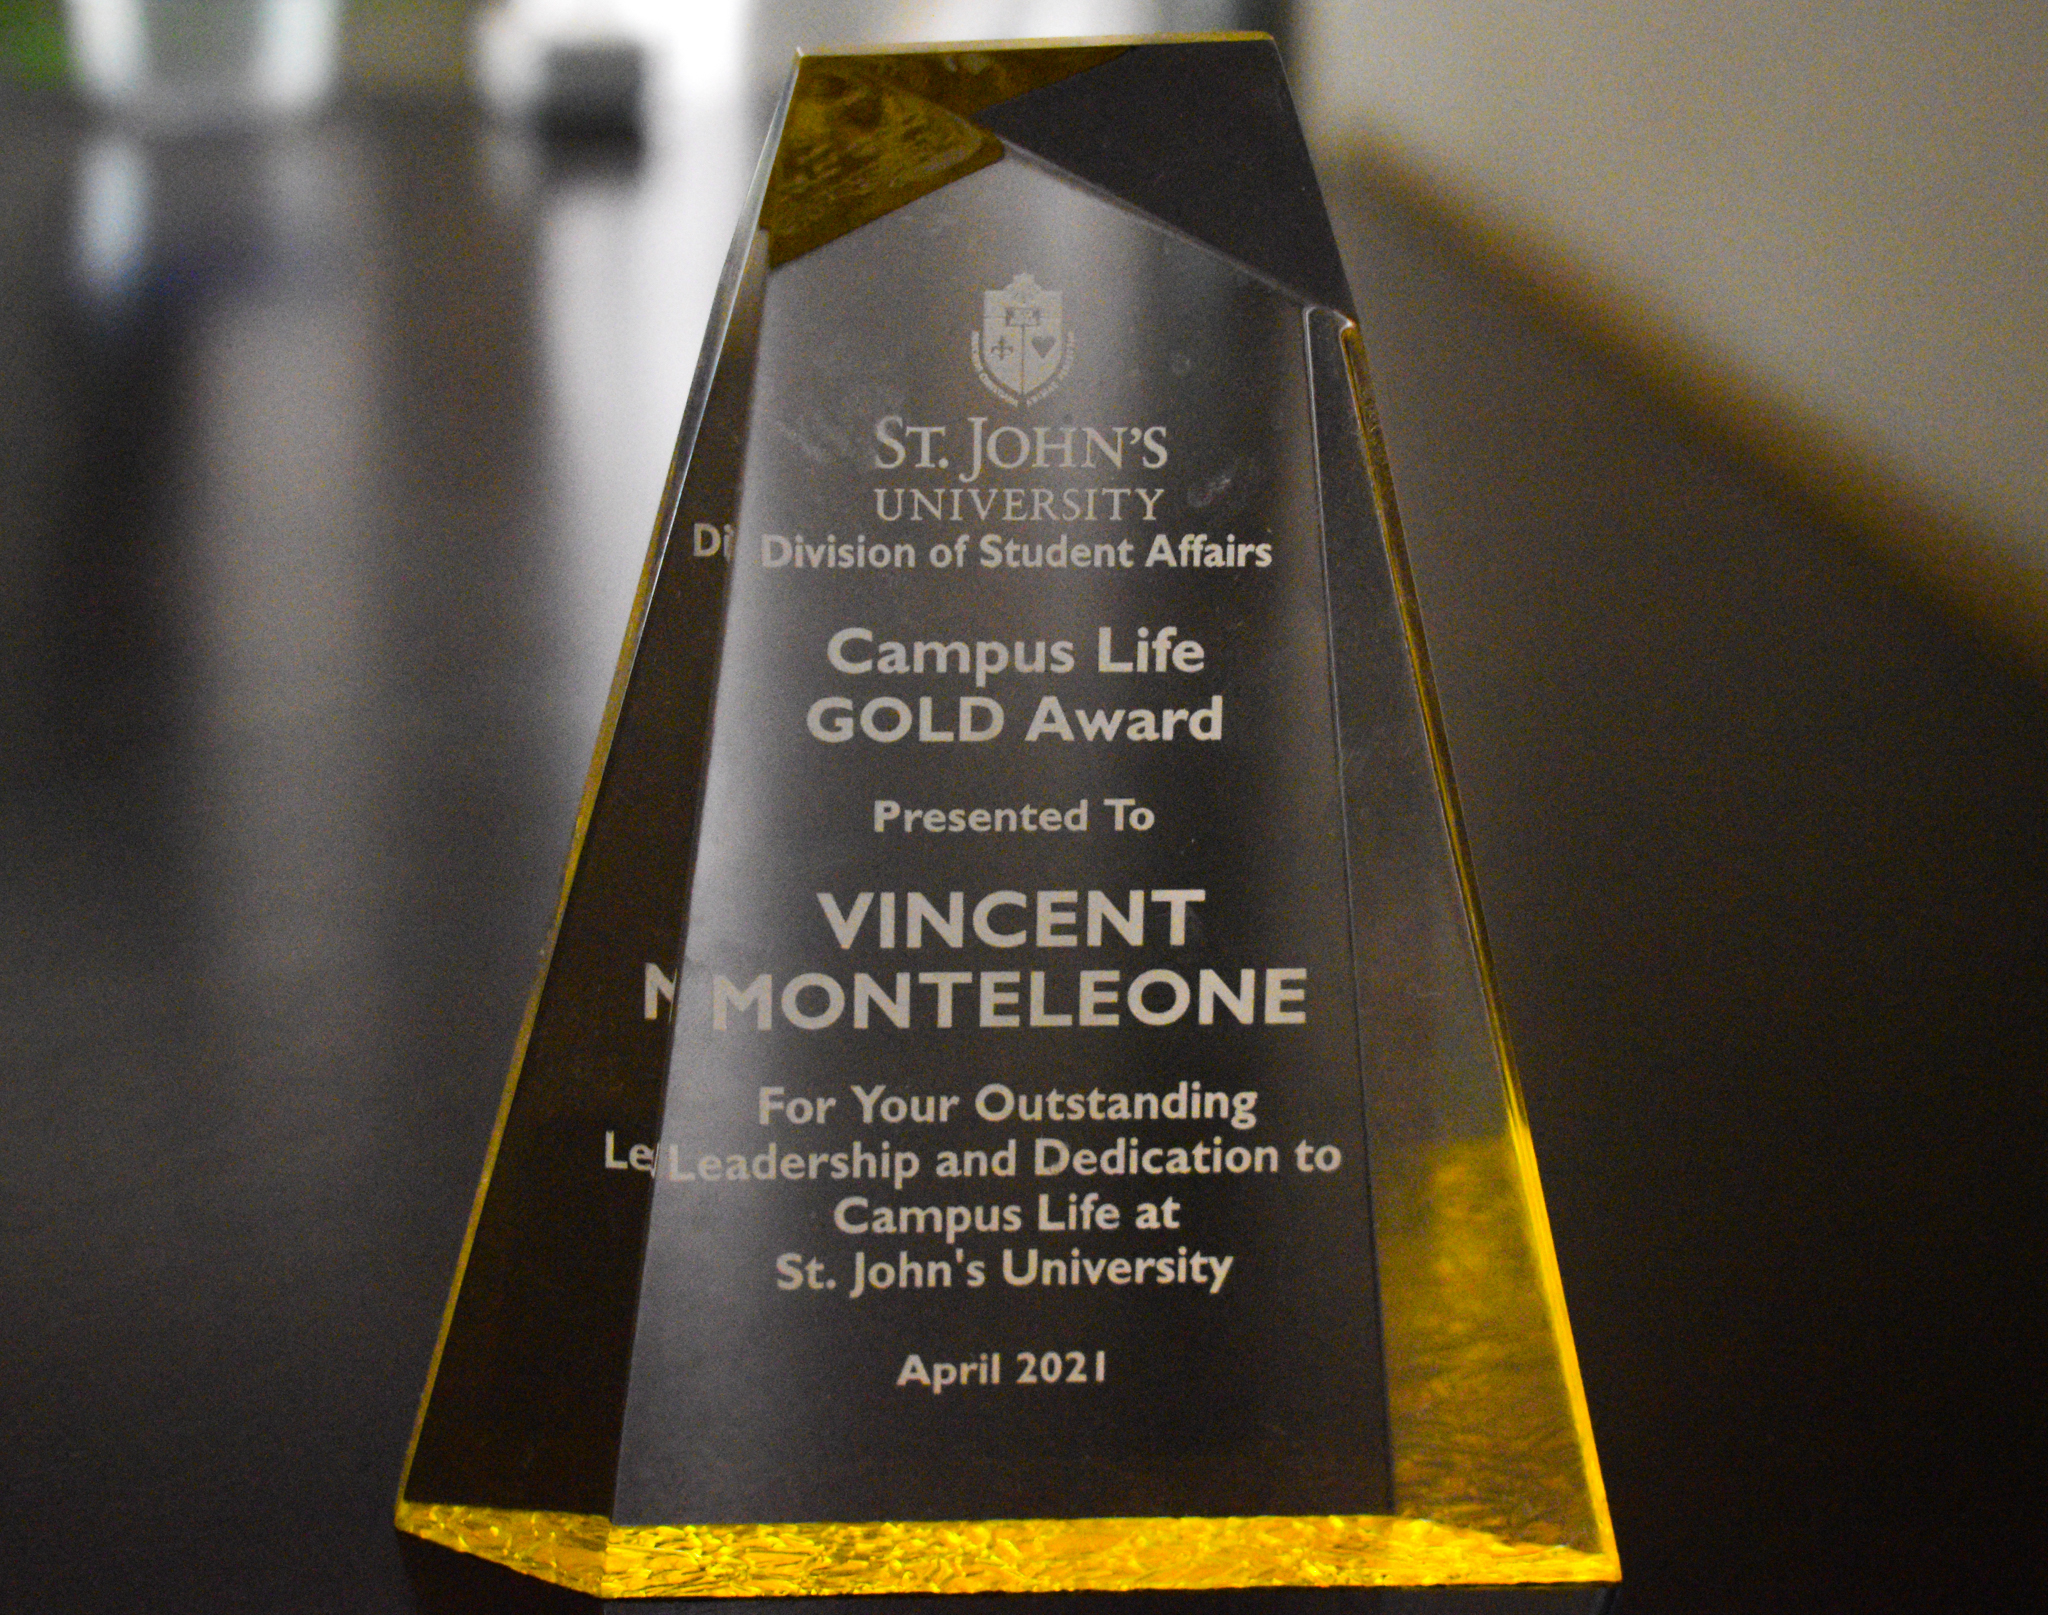 St. John's
University
Division of Student Affairs
Campus Life
GOLD Award
Presented To
VINCENT
MONTELEONE
For Your Outstanding
Leadership and Dedication to
Campus Life at
St. John's University
April 2021